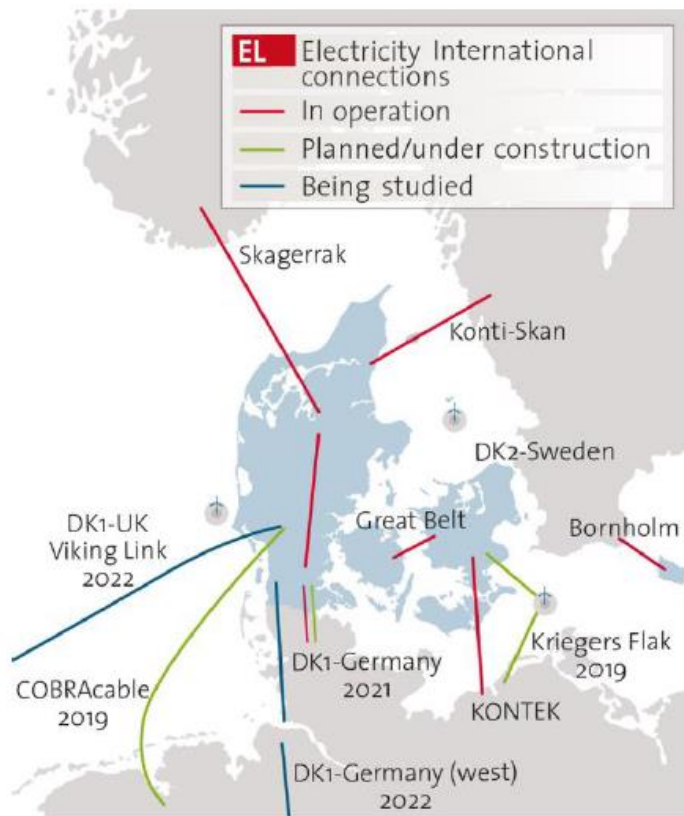 EL Electricity International
connections
In operation
Planned/under construction
Being studied
Skagerrak
Konti-Skan
DK2-Sweden
Great Belt
Bornholm
DK1-UK
Viking Link
2022
Kriegers Flak
2019
DK1-Germany
2021
COBRAcable
2019
KONTEK
DK1-Germany (west)
2022